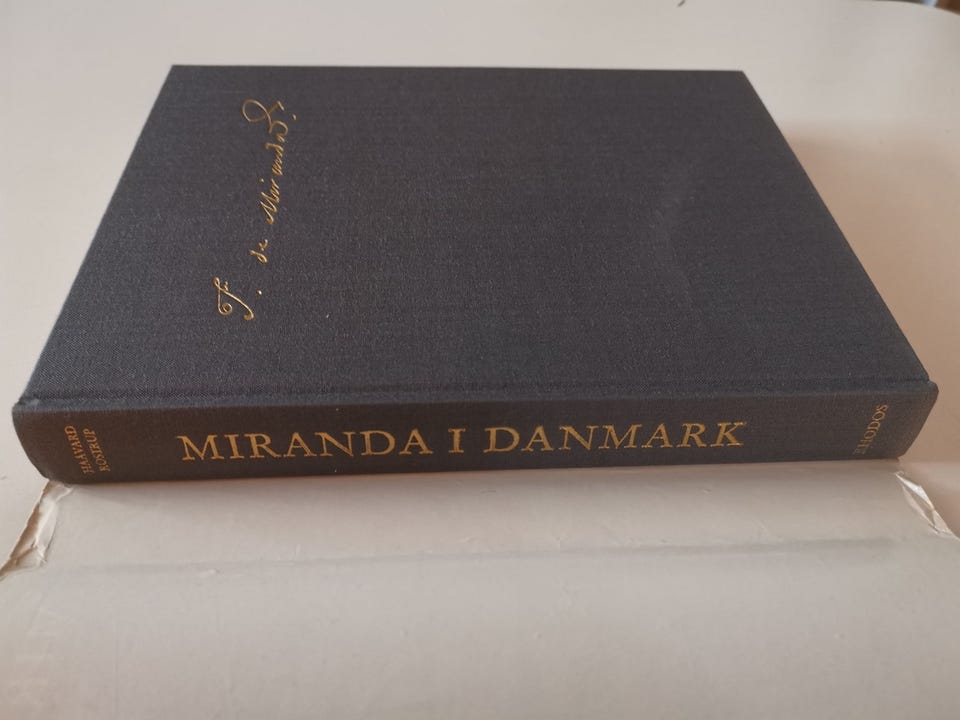 F. de Miranda.
HAAVARD
ROSTRUP
MIRANDA I DANMARK
RHODOS